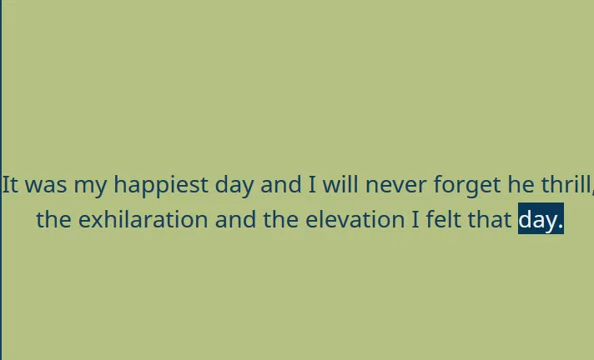 It was my happiest day and I will never forget he thrill,
the exhilaration and the elevation I felt that day.